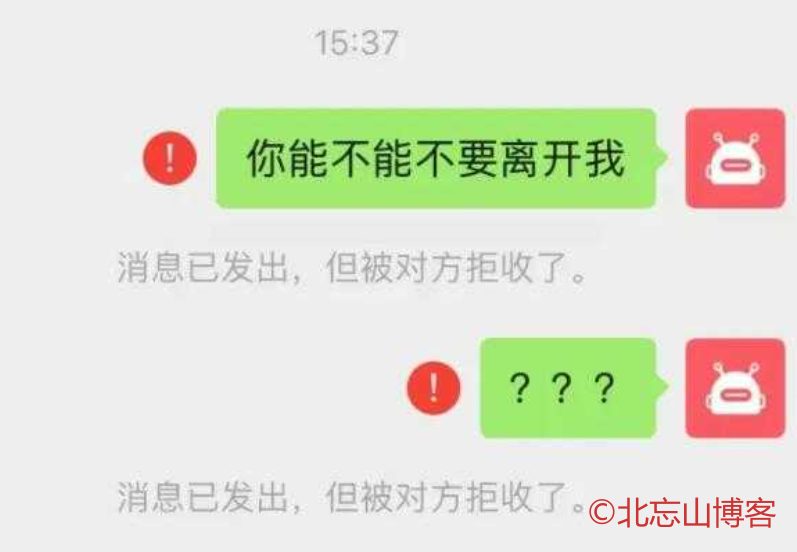 15:37
你能不能不要离开我
消息已发出，但被对方拒收了。
？？？
消息已发出，但被对方拒收了。
©北忘山博客